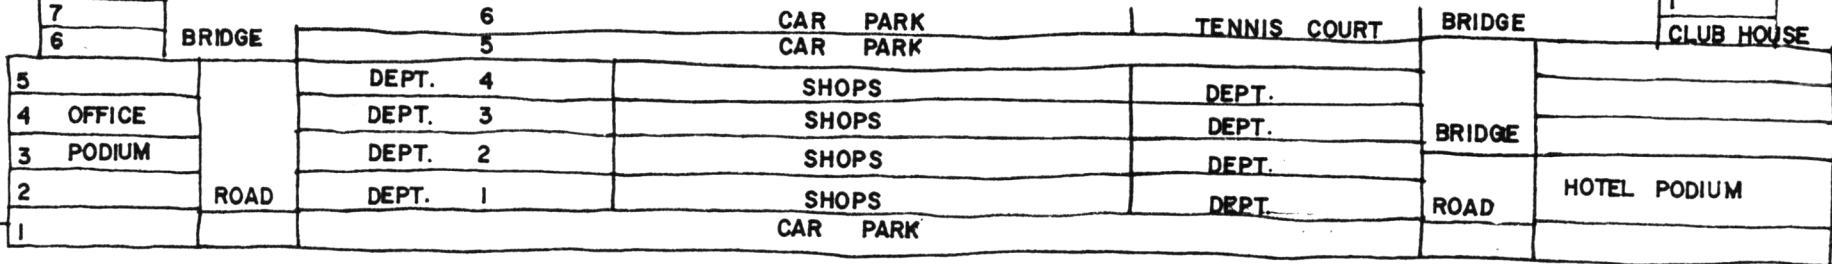 7 6 CAR PARK TENNIS COURT BRIDGE
6 BRIDGE 5 CAR PARK CLUB HOUSE
5 DEPT. 4 SHOPS DEPT.
4 OFFICE DEPT. 3 SHOPS DEPT. BRIDGE
3 PODIUM DEPT. 2 SHOPS DEPT.
2 ROAD DEPT. 1 SHOPS DEPT. ROAD HOTEL PODIUM
1 CAR PARK